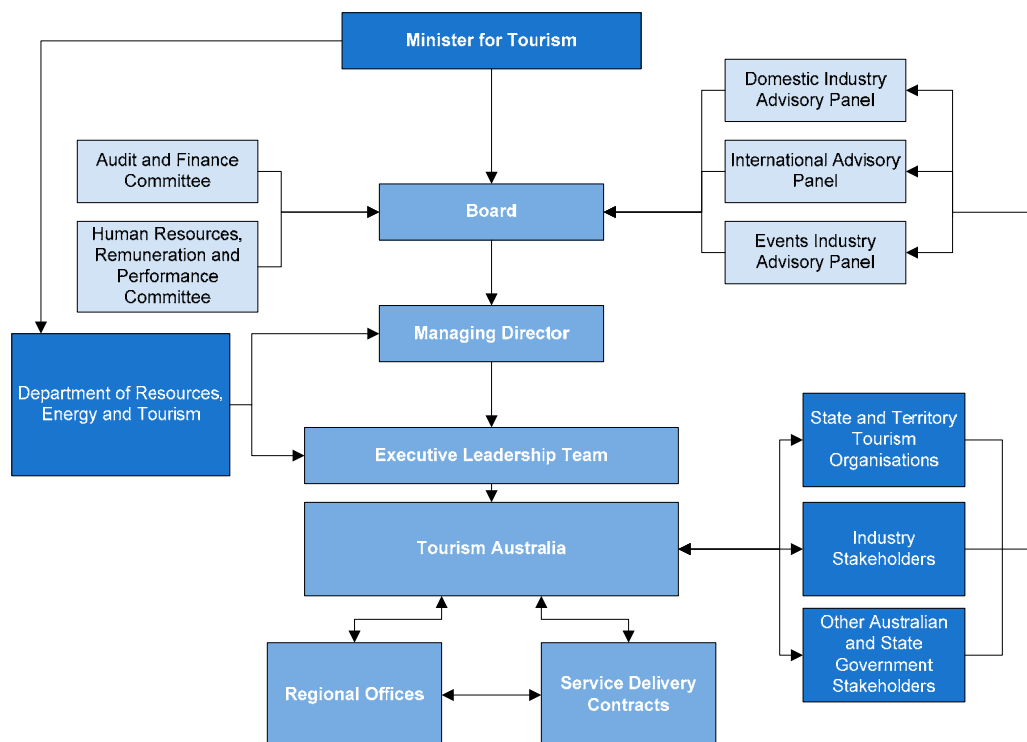 Minister for Tourism
Domestic Industry
Advisory Panel
Audit and Finance
Committee
International Advisory
Panel
Board
Human Resources,
Remuneration and
Performance
Committee
Events Industry
Advisory Panel
Managing Director
Department of Resources,
Energy and Tourism
State and Territory
Tourism
Organisations
Executive Leadership Team
Tourism Australia
Industry
Stakeholders
Other Australian
and State
Government
Stakeholders
Regional Offices
Service Delivery
Contracts